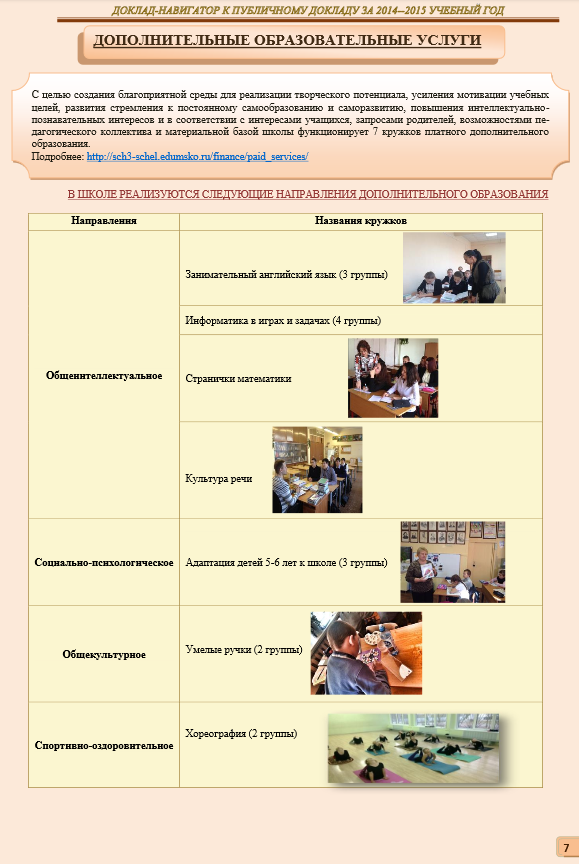 ДОКЛАД-НАВИГАТОР К ПУБЛИЧНОМУ ДОКЛАДУ ЗА 2014–2015 УЧЕБНЫЙ ГОД
ДОПОЛНИТЕЛЬНЫЕ ОБРАЗОВАТЕЛЬНЫЕ УСЛУГИ
С целью создания благоприятной среды для реализации творческого потенциала, усиления мотивации учебных
целей, развития стремления к постоянному самообразованию и саморазвитию, повышения интеллектуально-
познавательных интересов и в соответствии с интересами учащихся, запросами родителей, возможностями пе-
дагогического коллектива и материальной базой школы функционирует 7 кружков платного дополнительного
образования.
Подробнее: http://sch3-schel.edumsko.ru/finance/paid_services/
В ШКОЛЕ РЕАЛИЗУЮТСЯ СЛЕДУЮЩИЕ НАПРАВЛЕНИЯ ДОПОЛНИТЕЛЬНОГО ОБРАЗОВАНИЯ
Направления
Названия кружков
Общеинтеллектуальное
Занимательный английский язык (3 группы)
Информатика в играх и задачах (4 группы)
Странички математики
Культура речи
Социально-психологическое
Адаптация детей 5-6 лет к школе (3 группы)
Общекультурное
Умелые ручки (2 группы)
Спортивно-оздоровительное
Хореография (2 группы)
7